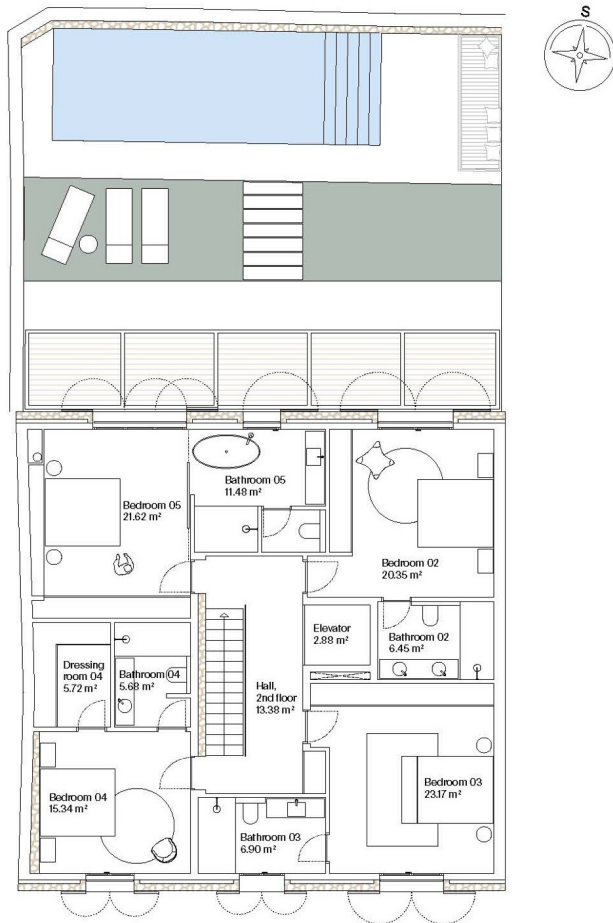 S
Bathroom 05
11.48 m²
Bedroom 05
21.62 m²
Bedroom 02
20.35 m²
Elevator
2.88 m²
Bathroom 02
6.45 m²
Dressing
room 04
5.72 m²
Bathroom 04
5.68 m²
Hall,
2nd floor
13.38 m²
Bedroom 04
15.34 m²
Bedroom 03
23.17 m²
Bathroom 03
6.90 m²